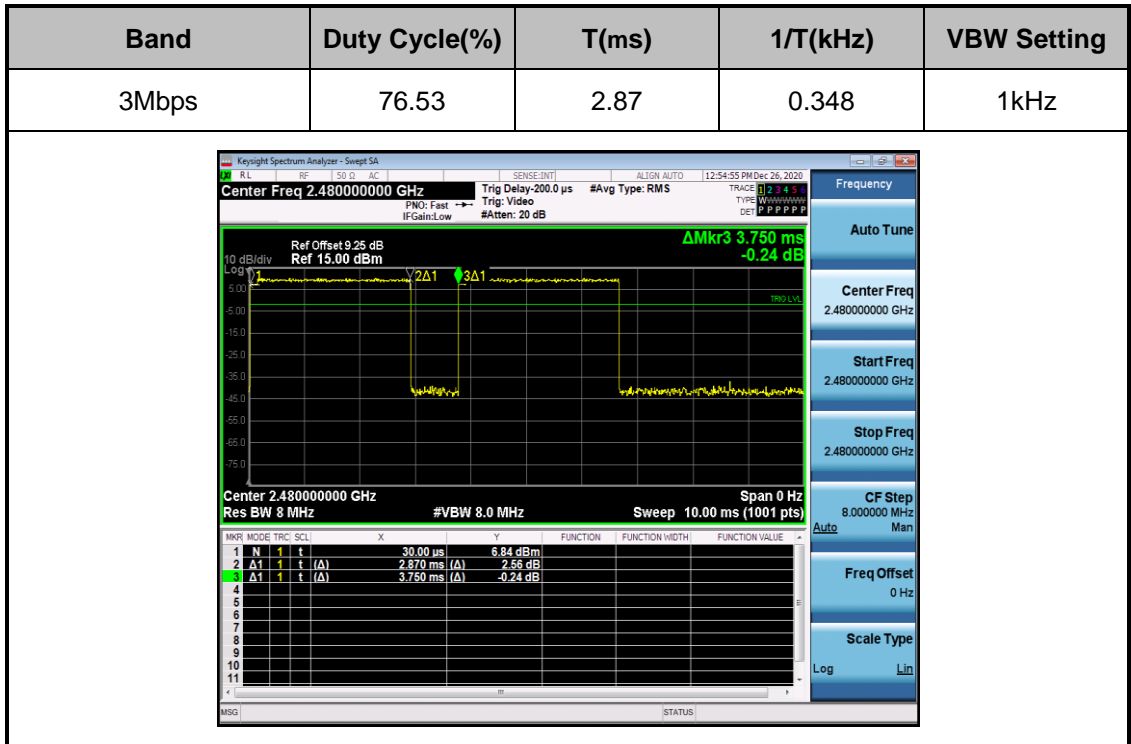 Band Duty Cycle(%) T(ms) 1/T(kHz) VBW Setting
3Mbps 76.53 2.87 0.348 1kHz
Keysight Spectrum Analyzer - Swept SA
RL RF 50 Ω AC SENSE:INT ALIGN AUTO 12:54:55 PM Dec 26, 2020
Center Freq 2.480000000 GHz Trig Delay-200.0 µs #Avg Type: RMS TRACE 1 2 3 4 5 6
PNO: Fast Trig: Video TYPE WWWWWW
IFGain:Low #Atten: 20 dB DET P P P P P P
ΔMkr3 3.750 ms
-0.24 dB
Ref Offset 9.25 dB
10 dB/div Ref 15.00 dBm
Log
1 2Δ1 3Δ1
5.00
TRIG LVL
-5.00
-15.0
-25.0
-35.0
-45.0
-55.0
-65.0
-75.0
Center 2.480000000 GHz Span 0 Hz
Res BW 8 MHz #VBW 8.0 MHz Sweep 10.00 ms (1001 pts)
MKR MODE TRC SCL X Y FUNCTION FUNCTION WIDTH FUNCTION VALUE
1 N 1 t 30.00 µs 6.84 dBm
2 Δ1 1 t (Δ) 2.870 ms (Δ) 2.56 dB
3 Δ1 1 t (Δ) 3.750 ms (Δ) -0.24 dB
4
5
6
7
8
9
10
11
MSG STATUS
Frequency
Auto Tune
Center Freq
2.480000000 GHz
Start Freq
2.480000000 GHz
Stop Freq
2.480000000 GHz
CF Step
8.000000 MHz
Auto Man
Freq Offset
0 Hz
Scale Type
Log Lin